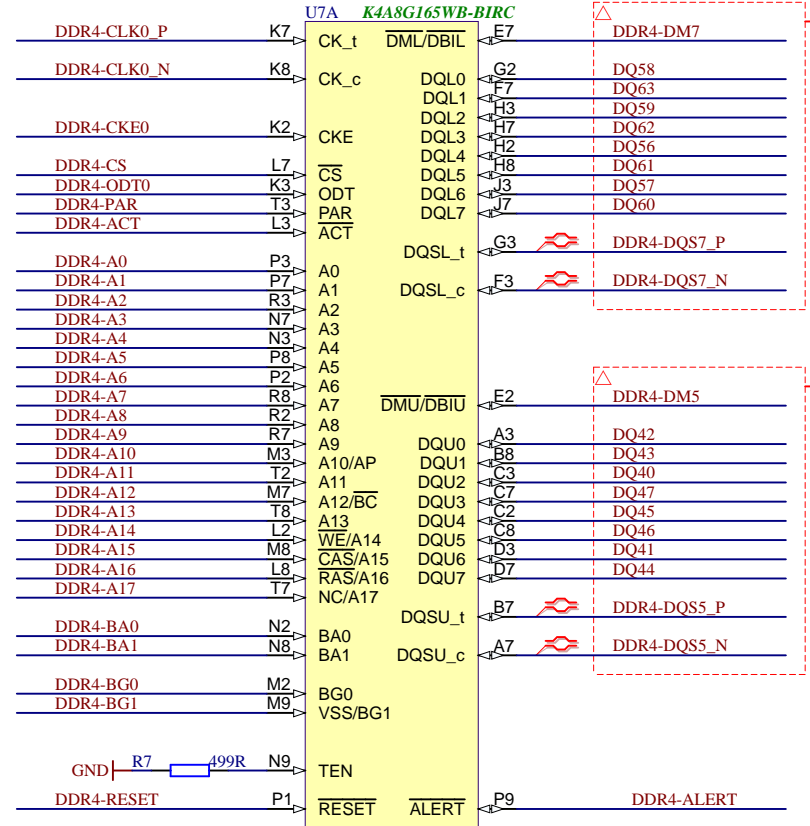 U7A K4A8G165WB-BIRC
DDR4-CLK0_P K7 CK_t DML/DBIL E7 DDR4-DM7
DDR4-CLK0_N K8 CK_c DQL0 G2 DQ58
DQL1 F7 DQ63
DQL2 H3 DQ59
DDR4-CKE0 K2 CKE DQL3 H7 DQ62
DQL4 H2 DQ56
DDR4-CS L7 CS DQL5 H8 DQ61
DDR4-ODT0 K3 ODT DQL6 J3 DQ57
DDR4-PAR T3 PAR DQL7 J7 DQ60
DDR4-ACT L3 ACT
DQSL_t G3 DDR4-DQS7_P
DDR4-A0 P3 A0
DDR4-A1 P7 A1 DQSL_c F3 DDR4-DQS7_N
DDR4-A2 R3 A2
DDR4-A3 N7 A3
DDR4-A4 N3 A4
DDR4-A5 P8 A5
DDR4-A6 P2 A6
DDR4-A7 R8 A7 DMU/DBIU E2 DDR4-DM5
DDR4-A8 R2 A8
DDR4-A9 R7 A9 DQU0 A3 DQ42
DDR4-A10 M3 A10/AP DQU1 B8 DQ43
DDR4-A11 T2 A11 DQU2 C3 DQ40
DDR4-A12 M7 A12/BC DQU3 C7 DQ47
DDR4-A13 T8 A13 DQU4 C2 DQ45
DDR4-A14 L2 WE/A14 DQU5 C8 DQ46
DDR4-A15 M8 CAS/A15 DQU6 D3 DQ41
DDR4-A16 L8 RAS/A16 DQU7 D7 DQ44
DDR4-A17 T7 NC/A17
DQSU_t B7 DDR4-DQS5_P
DDR4-BA0 N2 BA0
DDR4-BA1 N8 BA1 DQSU_c A7 DDR4-DQS5_N
DDR4-BG0 M2 BG0
DDR4-BG1 M9 VSS/BG1
GND R7 499R N9 TEN
DDR4-RESET P1 RESET ALERT P9 DDR4-ALERT